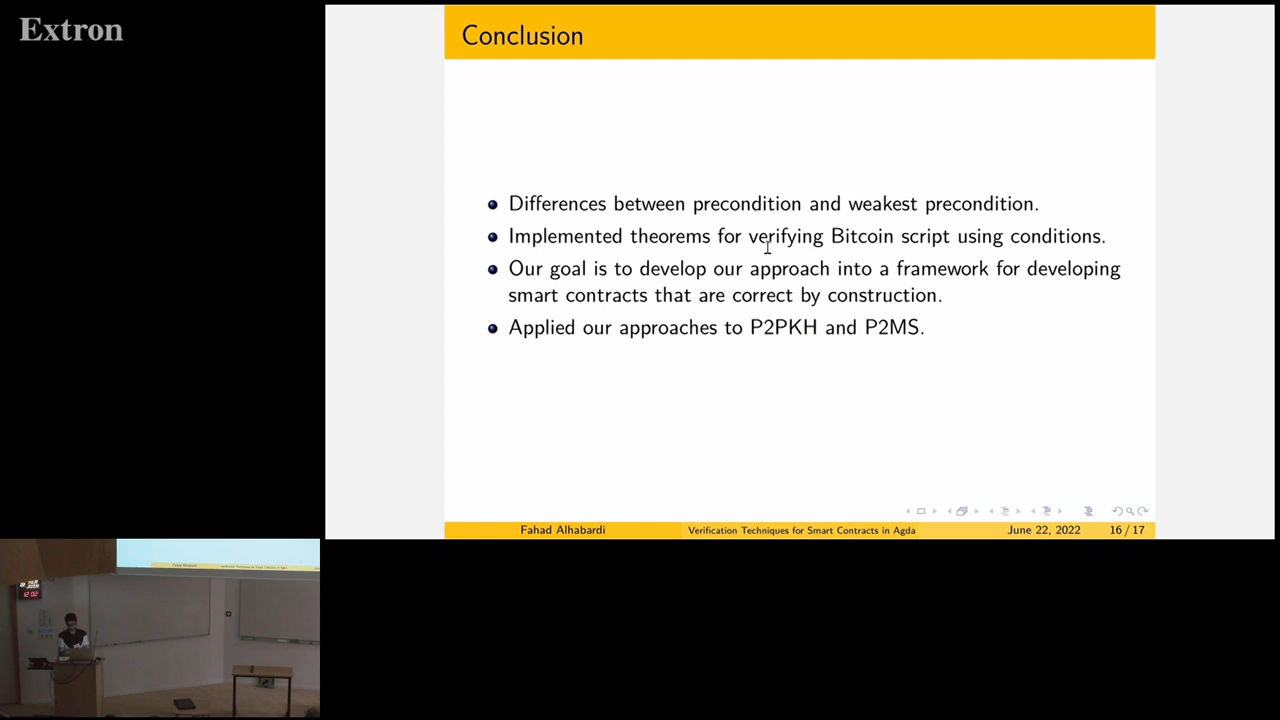 Extron
Conclusion
Differences between precondition and weakest precondition.
Implemented theorems for verifying Bitcoin script using conditions.
Our goal is to develop our approach into a framework for developing
smart contracts that are correct by construction.
Applied our approaches to P2PKH and P2MS.
Fahad Alhabardi
Verification Techniques for Smart Contracts in Agda
June 22, 2022
16 / 17
12:02